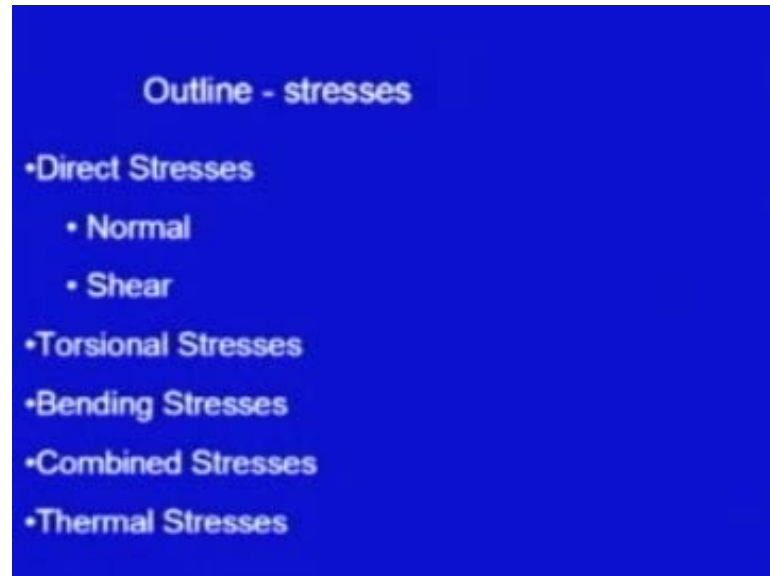 Outline - stresses
•Direct Stresses
• Normal
• Shear
•Torsional Stresses
•Bending Stresses
•Combined Stresses
•Thermal Stresses